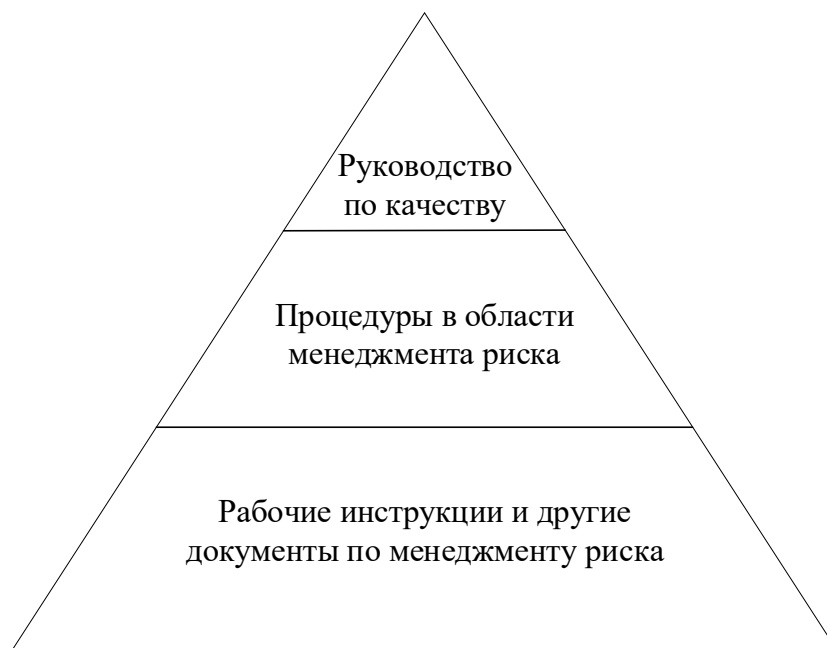 Руководство
по качеству
Процедуры в области
менеджмента риска
Рабочие инструкции и другие
документы по менеджменту риска